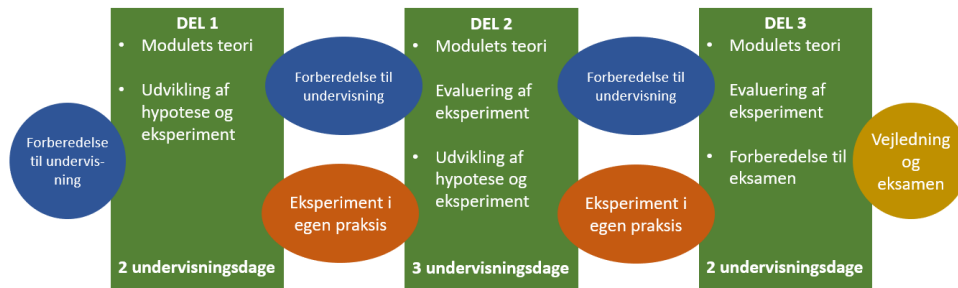 Forberedelse
til undervis-
ning
DEL 1
• Modulets teori
• Udvikling af
hypotese og
eksperiment
2 undervisningsdage
Forberedelse til
undervisning
Eksperiment i
egen praksis
DEL 2
• Modulets teori
Evaluering af
eksperiment
• Udvikling af
hypotese og
eksperiment
3 undervisningsdage
Forberedelse til
undervisning
Eksperiment i
egen praksis
DEL 3
• Modulets teori
Evaluering af
eksperiment
• Forberedelse til
eksamen
2 undervisningsdage
Vejledning
og
eksamen